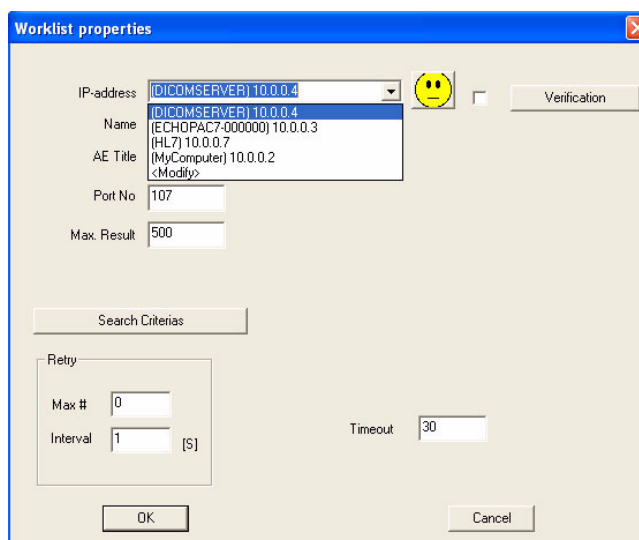 Worklist properties
IP-address (DICOMSERVER) 10.0.0.4
Verification
(DICOMSERVER) 10.0.0.4
Name (ECHOPAC7-000000) 10.0.0.3
(HL7) 10.0.0.7
AE Title (MyComputer) 10.0.0.2
<Modify>
Port No 107
Max. Result 500
Search Criterias
Retry
Max # 0
Interval 1 [S]
Timeout 30
OK Cancel